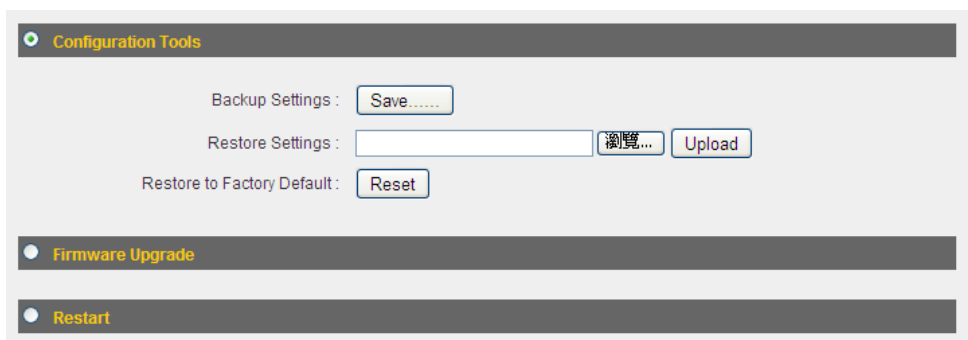 Configuration Tools
Backup Settings : Save......
Restore Settings : 瀏覽... Upload
Restore to Factory Default : Reset
Firmware Upgrade
Restart